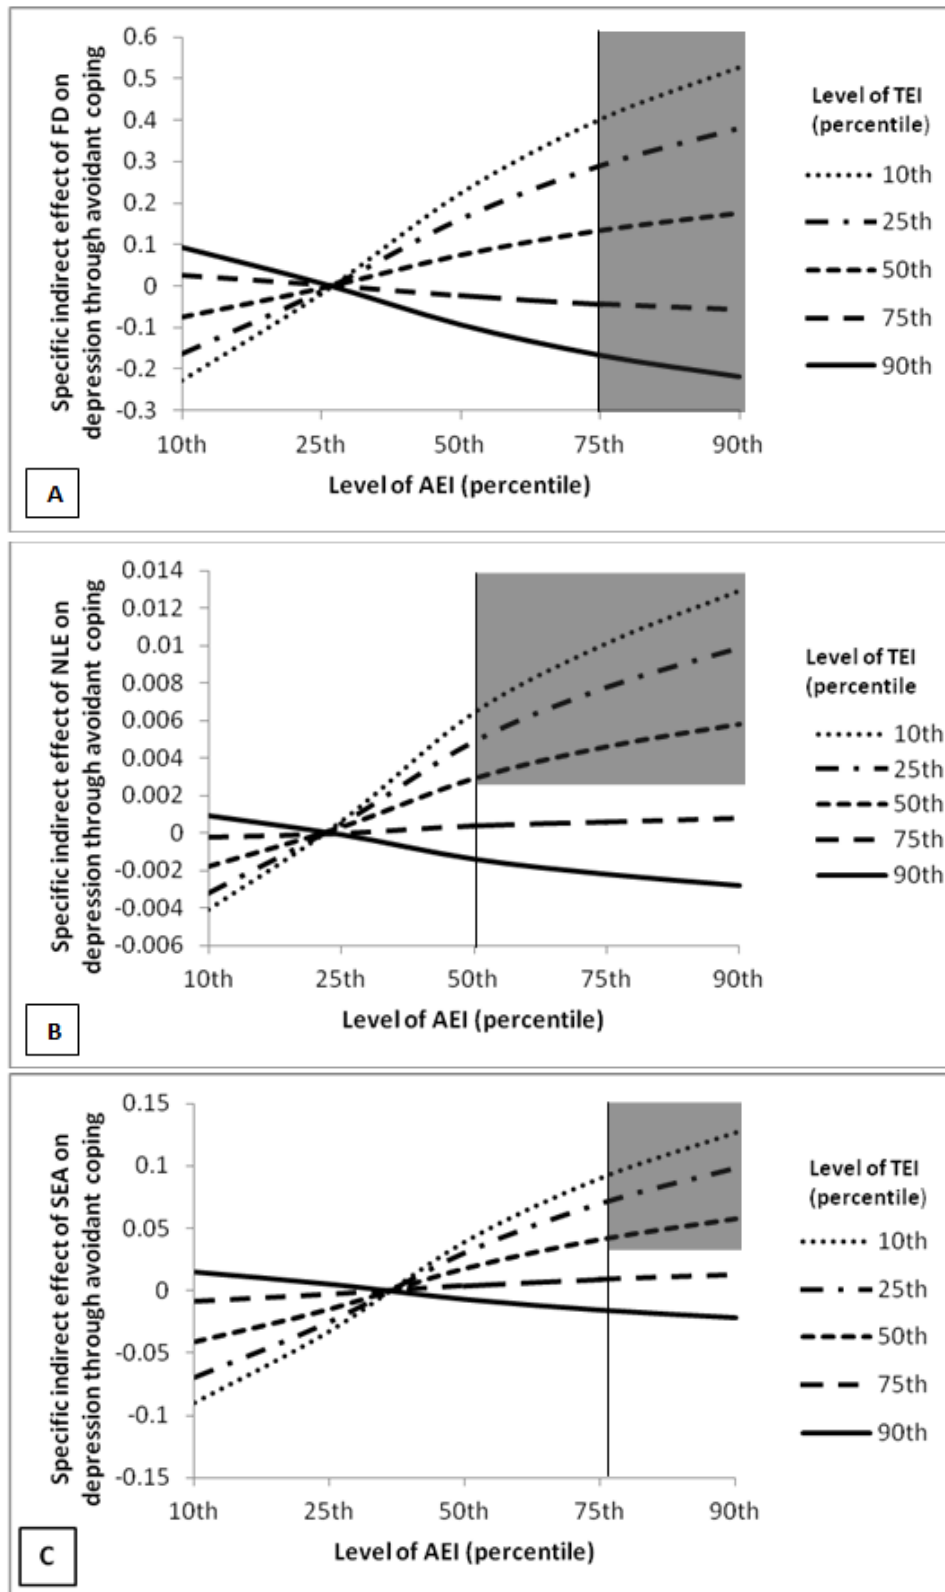 Specific indirect effect of FD on
depression through avoidant coping
0.6
0.5
0.4
0.3
0.2
0.1
0
-0.1
-0.2
-0.3
10th
25th
50th
75th
90th
Level of AEI (percentile)
Level of TEI
(percentile)
10th
25th
50th
75th
90th
A
Specific indirect effect of NLE on
depression through avoidant coping
0.014
0.012
0.01
0.008
0.006
0.004
0.002
0
-0.002
-0.004
-0.006
10th
25th
50th
75th
90th
Level of AEI (percentile)
Level of TEI
(percentile
10th
25th
50th
75th
90th
B
Specific indirect effect of SEA on
depression through avoidant coping
0.15
0.1
0.05
0
-0.05
-0.1
-0.15
10th
25th
50th
75th
90th
Level of AEI (percentile)
Level of TEI
(percentile)
10th
25th
50th
75th
90th
C